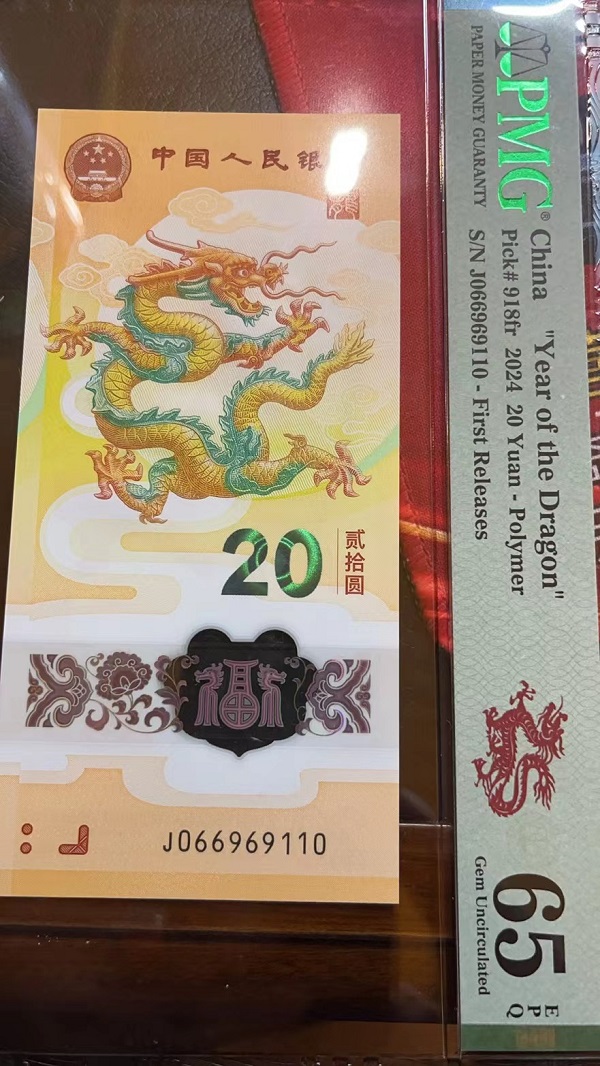 中国人民银
20
贰拾圆
J066969110
PMG®
PAPER MONEY GUARANTY
China "Year of the Dragon"
Pick# 918fr 2024 20 Yuan - Polymer
S/N J066969110 - First Releases
65 EPQ
Gem Uncirculated